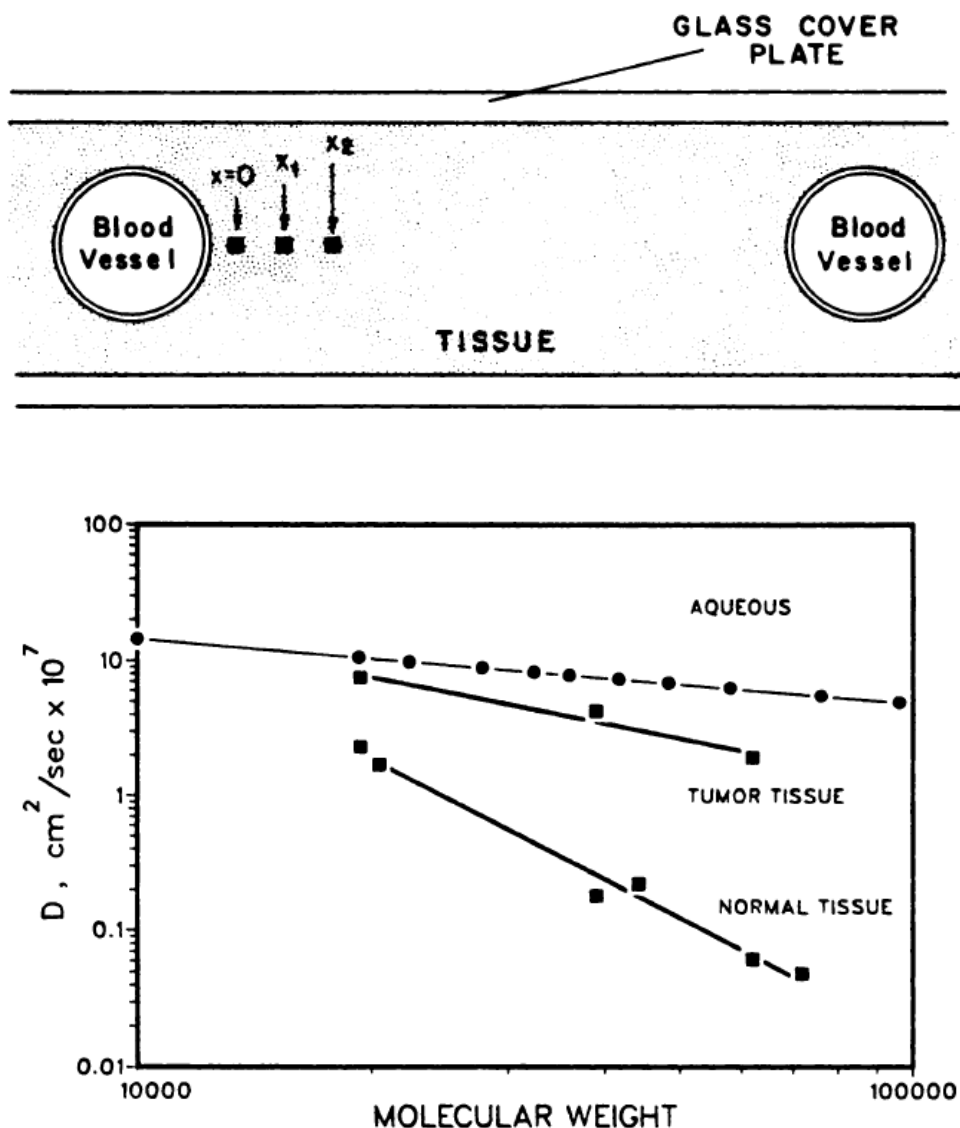 GLASS COVER
PLATE
x=0
x1
x2
Blood
Vessel
Blood
Vessel
TISSUE
100
10
1
0.1
0.01
D, cm²/sec x 10⁷
AQUEOUS
TUMOR TISSUE
NORMAL TISSUE
10000
100000
MOLECULAR WEIGHT